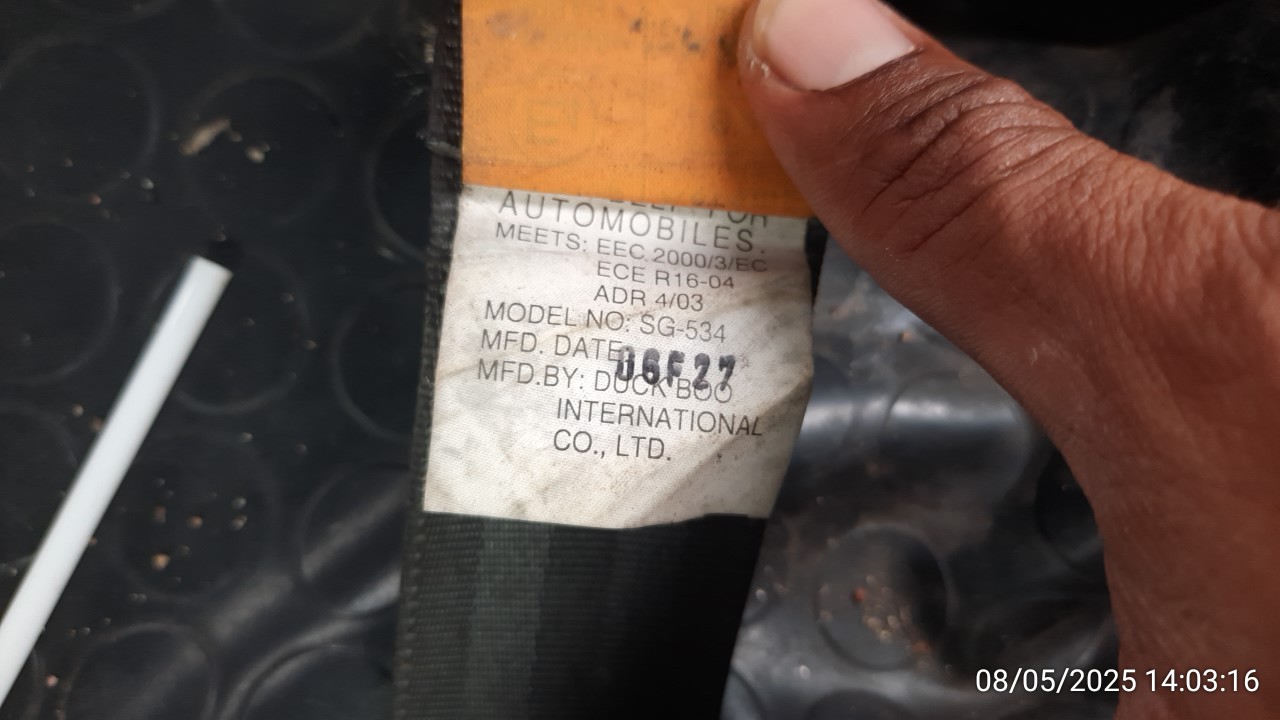 AUTOMOBILES.
MEETS: EEC 2000/3/EC
ECE R16-04
ADR 4/03
MODEL NO: SG-534
MFD. DATE
06F27
MFD.BY: DUCK BOO
INTERNATIONAL
CO., LTD.
08/05/2025 14:03:16